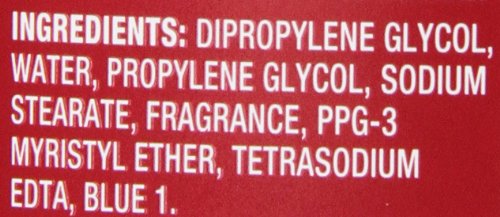 INGREDIENTS: DIPROPYLENE GLYCOL,
WATER, PROPYLENE GLYCOL, SODIUM
STEARATE, FRAGRANCE, PPG-3
MYRISTYL ETHER, TETRASODIUM
EDTA, BLUE 1.